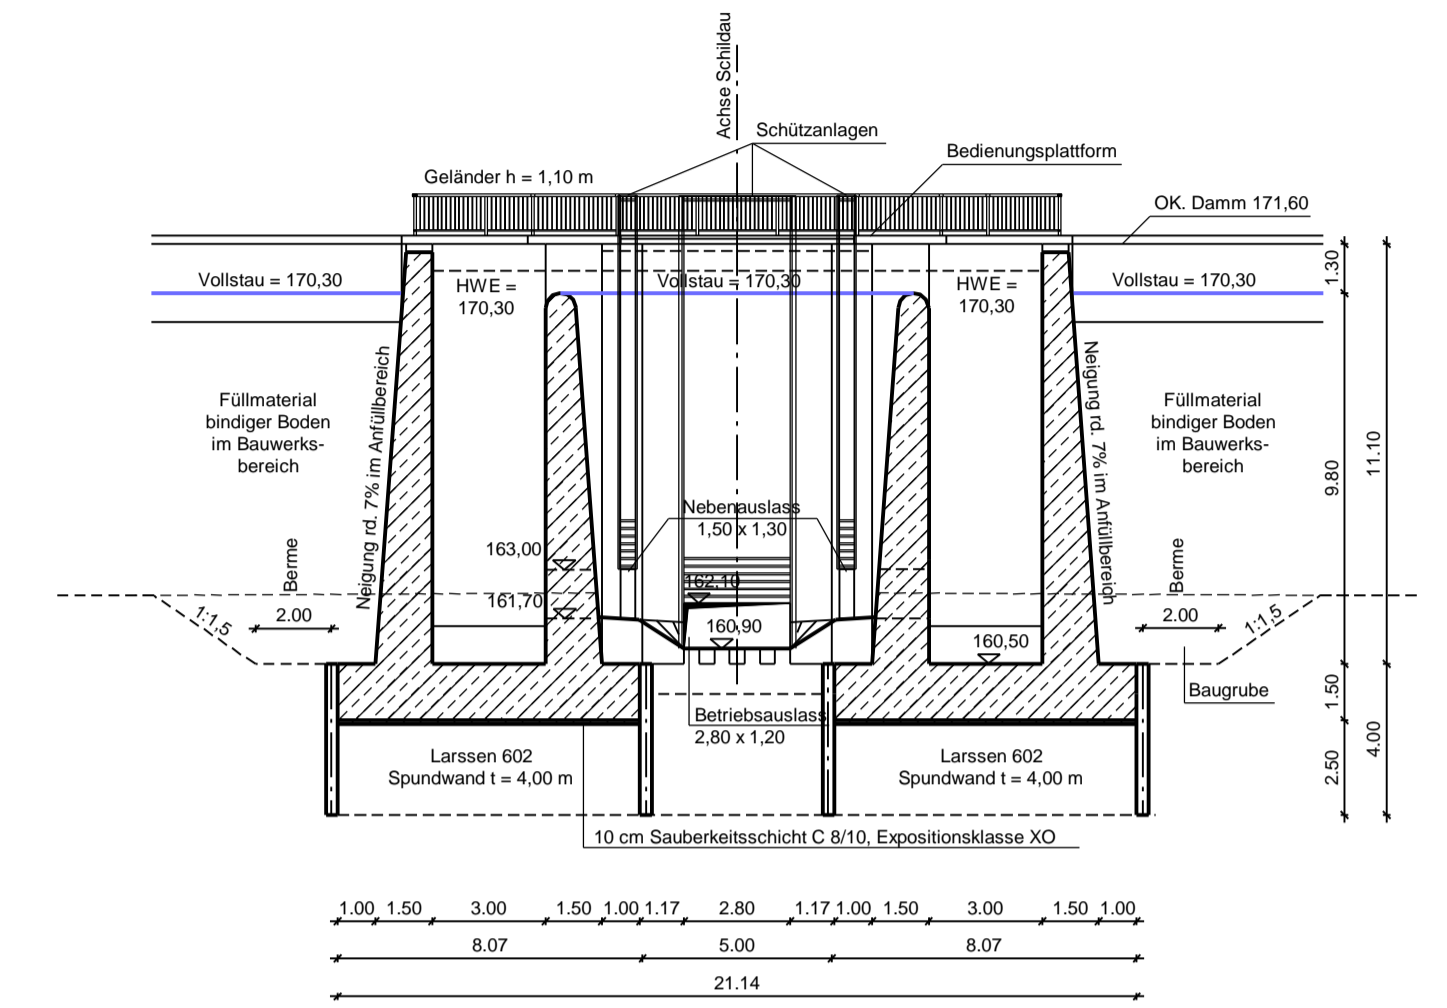 Achse Schildau
Schützanlagen
Bedienungsplattform
Geländer h = 1,10 m
OK. Damm 171,60
Vollstau = 170,30
HWE =
170,30
Vollstau = 170,30
HWE =
170,30
Vollstau = 170,30
1.30
Neigung rd. 7% im Anfüllbereich
Neigung rd. 7% im Anfüllbereich
Füllmaterial
bindiger Boden
im Bauwerks-
bereich
Füllmaterial
bindiger Boden
im Bauwerks-
bereich
9.80
11.10
Nebenauslass
1,50 x 1,30
163,00
Berme
Berme
162,10
161,70
1:1,5
2.00
2.00
1:1,5
160,90
160,50
Baugrube
1.50
Betriebsauslass
2,80 x 1,20
4.00
Larssen 602
Spundwand t = 4,00 m
Larssen 602
Spundwand t = 4,00 m
2.50
10 cm Sauberkeitsschicht C 8/10, Expositionsklasse XO
1.00 1.50 3.00 1.50 1.00 1.17 2.80 1.17 1.00 1.50 3.00 1.50 1.00
8.07 5.00 8.07
21.14